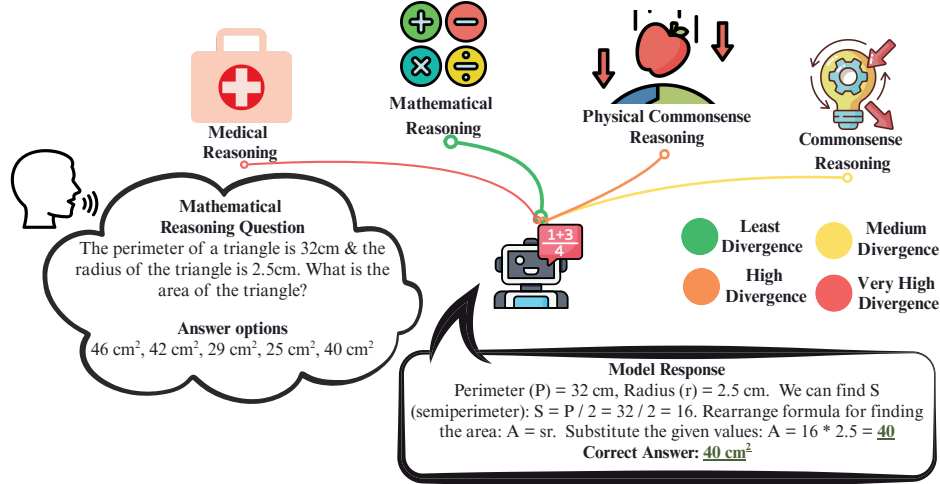 Medical
Reasoning
Mathematical
Reasoning
Physical Commonsense
Reasoning
Commonsense
Reasoning
Mathematical
Reasoning Question
The perimeter of a triangle is 32cm & the
radius of the triangle is 2.5cm. What is the
area of the triangle?
Answer options
46 cm², 42 cm², 29 cm², 25 cm², 40 cm²
1+3
4
Least
Divergence
Medium
Divergence
High
Divergence
Very High
Divergence
Model Response
Perimeter (P) = 32 cm, Radius (r) = 2.5 cm. We can find S
(semiperimeter): S = P / 2 = 32 / 2 = 16. Rearrange formula for finding
the area: A = sr. Substitute the given values: A = 16 * 2.5 = 40
Correct Answer: 40 cm²